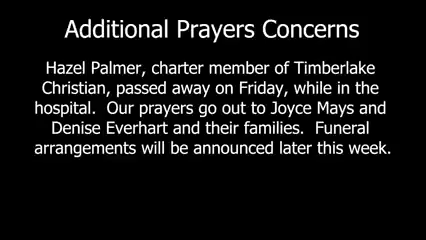 Additional Prayers Concerns
Hazel Palmer, charter member of Timberlake
Christian, passed away on Friday, while in the
hospital.  Our prayers go out to Joyce Mays and
Denise Everhart and their families.  Funeral
arrangements will be announced later this week.